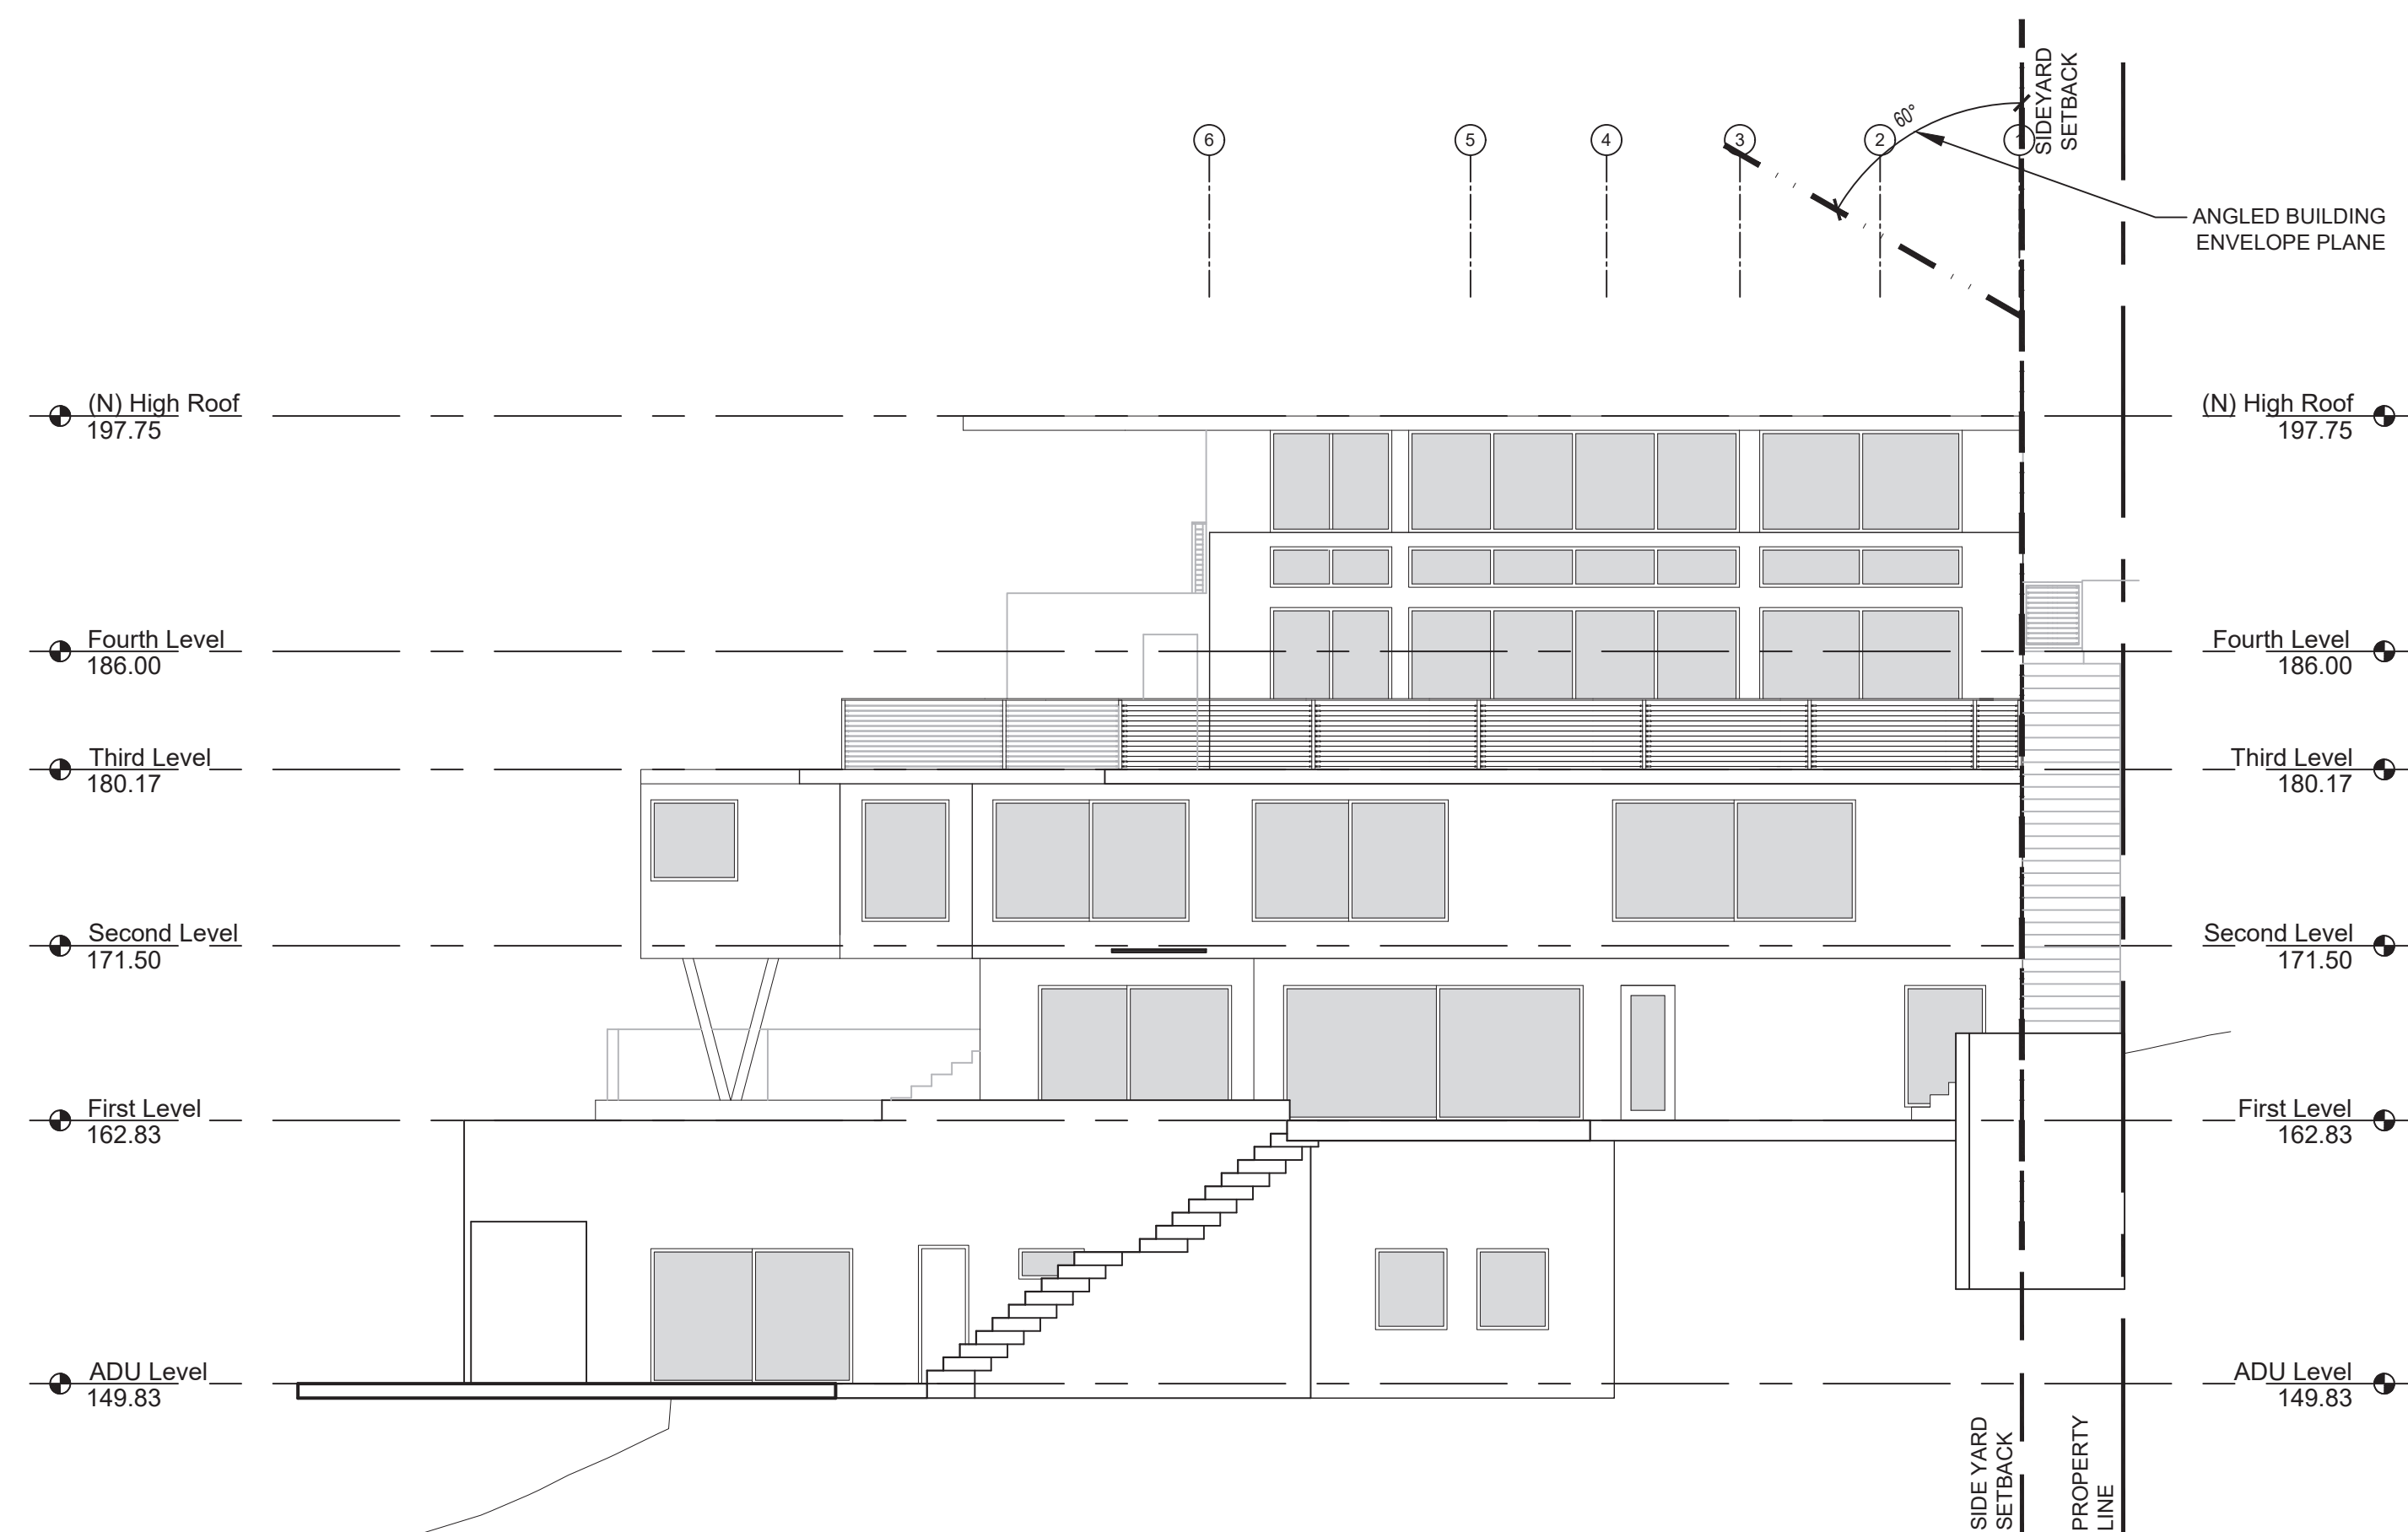 SIDEYARD
SETBACK
6
5
4
3
2
1
60°
ANGLED BUILDING
ENVELOPE PLANE
(N) High Roof
197.75
(N) High Roof
197.75
Fourth Level
186.00
Fourth Level
186.00
Third Level
180.17
Third Level
180.17
Second Level
171.50
Second Level
171.50
First Level
162.83
First Level
162.83
ADU Level
149.83
ADU Level
149.83
SIDE YARD
SETBACK
PROPERTY
LINE